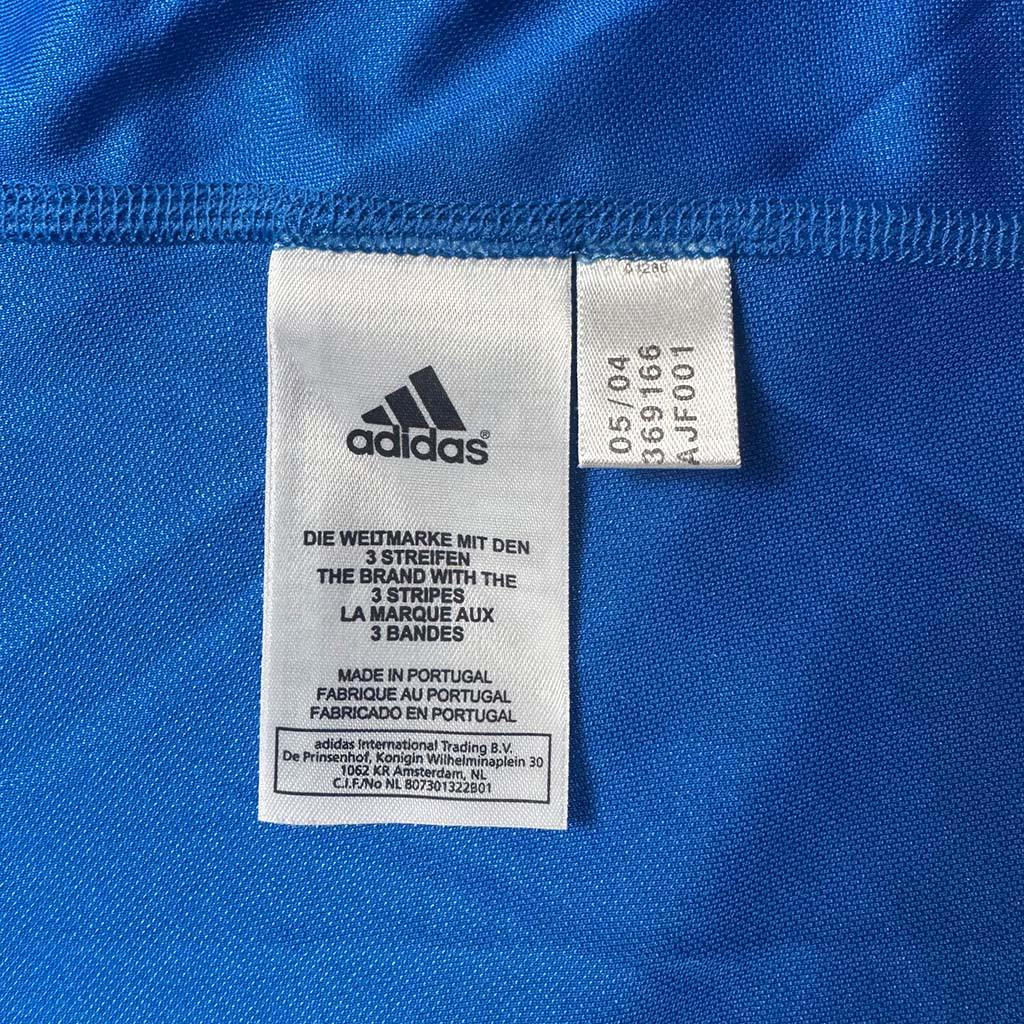 adidas®
DIE WELTMARKE MIT DEN
3 STREIFEN
THE BRAND WITH THE
3 STRIPES
LA MARQUE AUX
3 BANDES
MADE IN PORTUGAL
FABRIQUE AU PORTUGAL
FABRICADO EN PORTUGAL
adidas International Trading B.V.
De Prinsenhof, Konigin Wilhelminaplein 30
1062 KR Amsterdam, NL
C.I.F./No NL 807301322B01
05/04
369166
AJF001